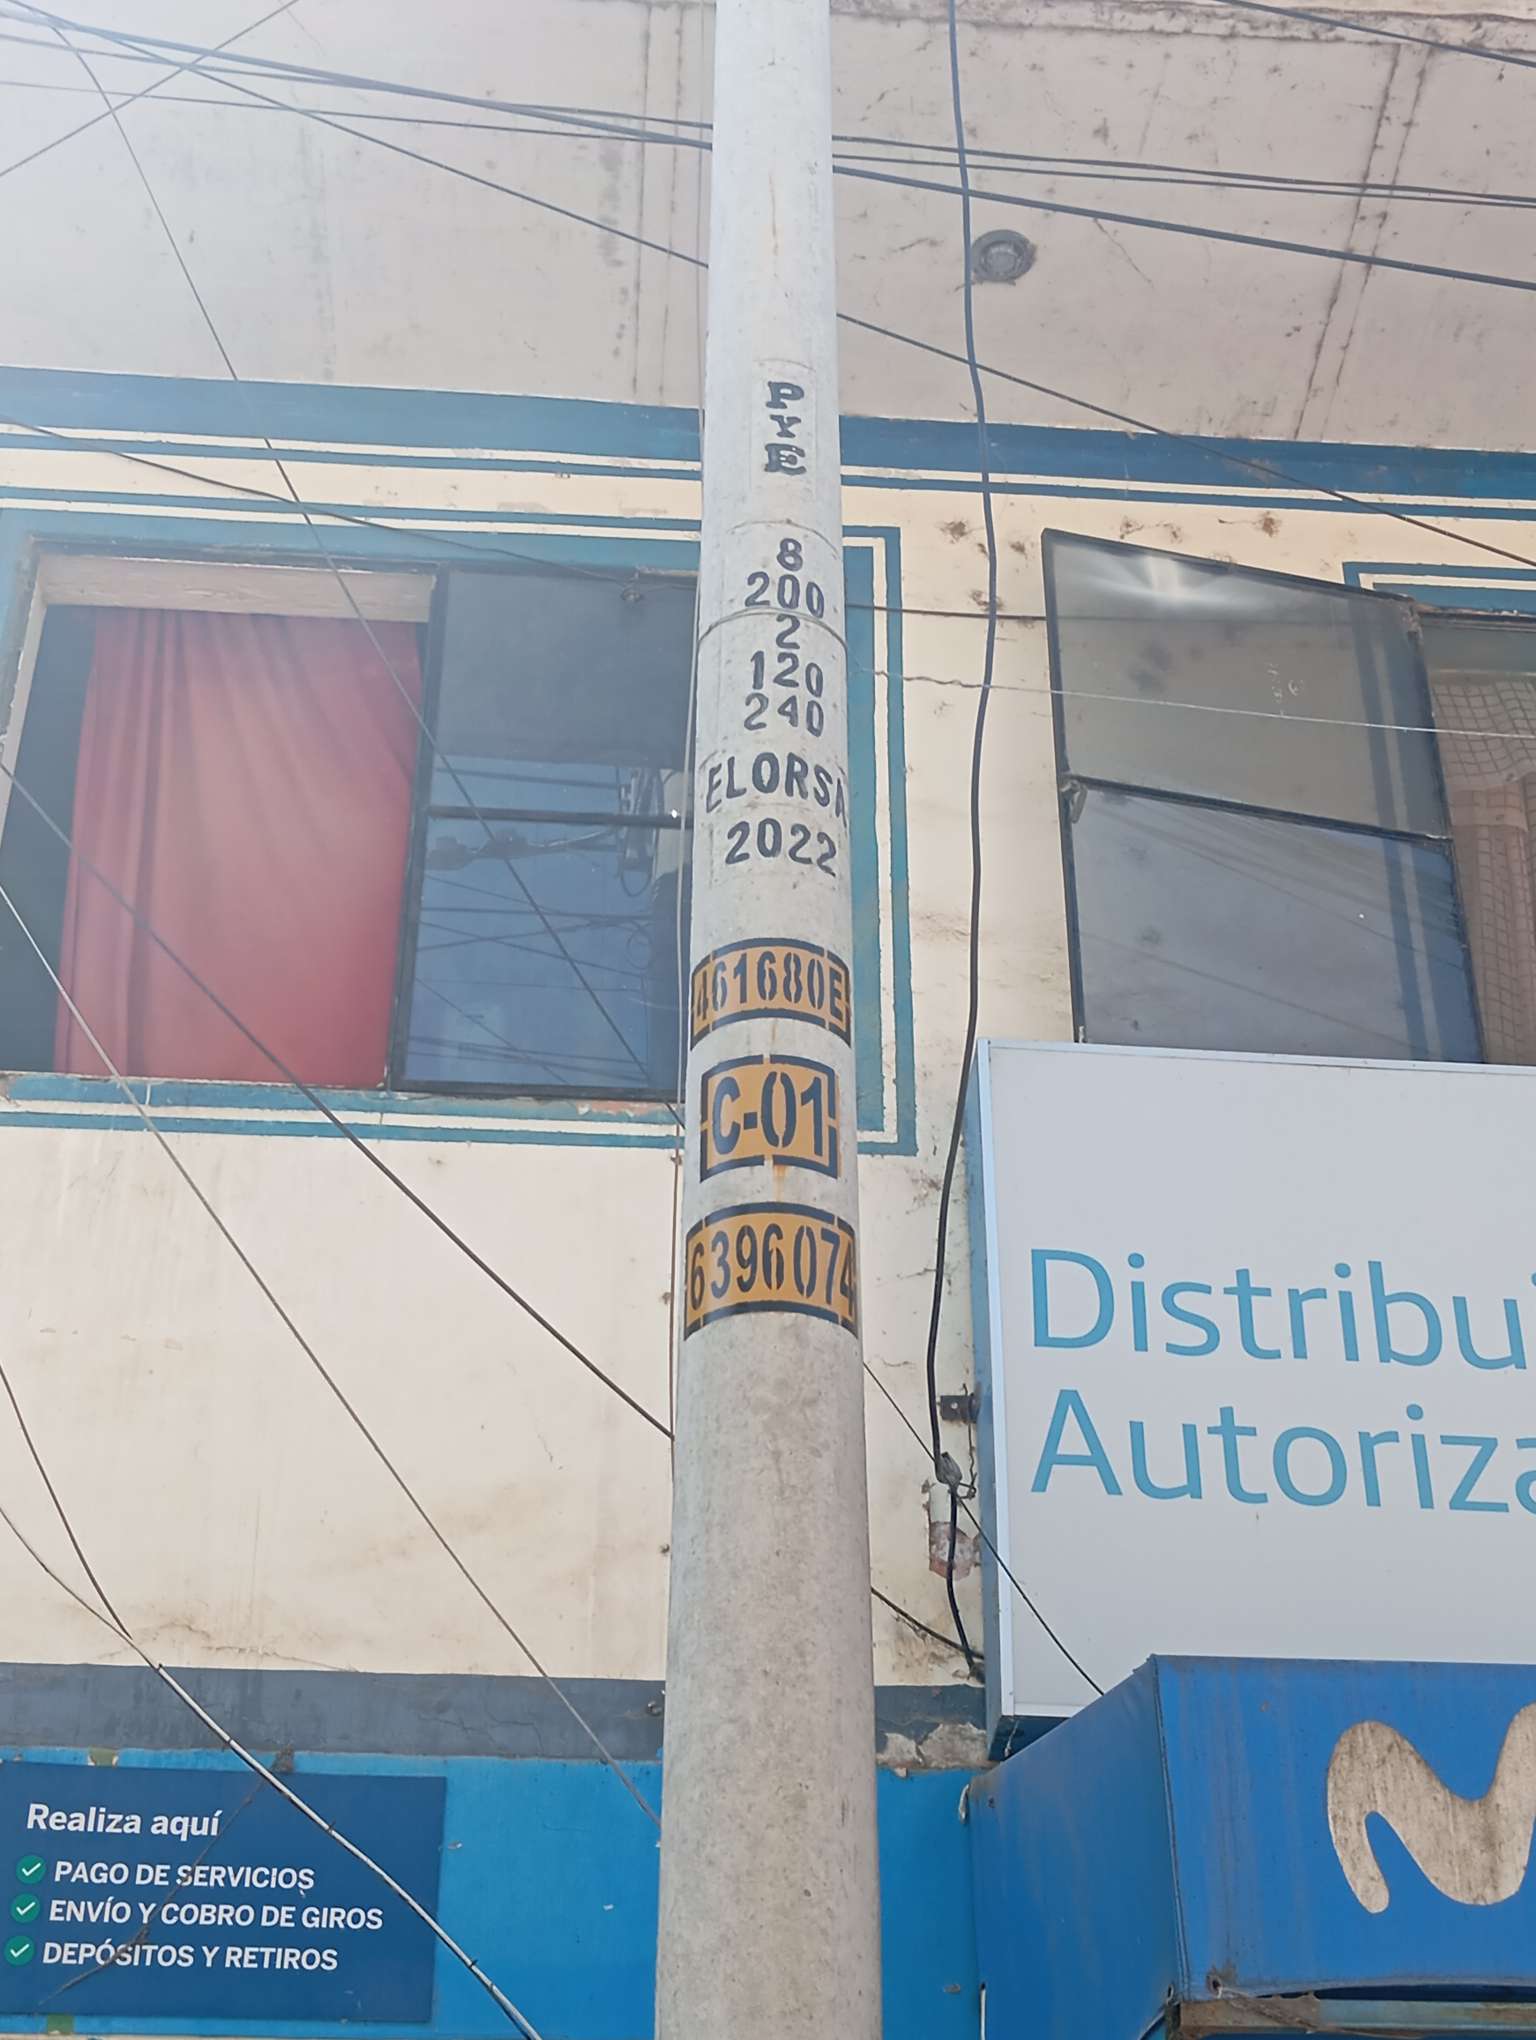 PYE
8
200
2
120
240
ELORSA
2022
461680E
C-01
6396074
Distribui
Autoriza
Realiza aquí
PAGO DE SERVICIOS
ENVÍO Y COBRO DE GIROS
DEPÓSITOS Y RETIROS